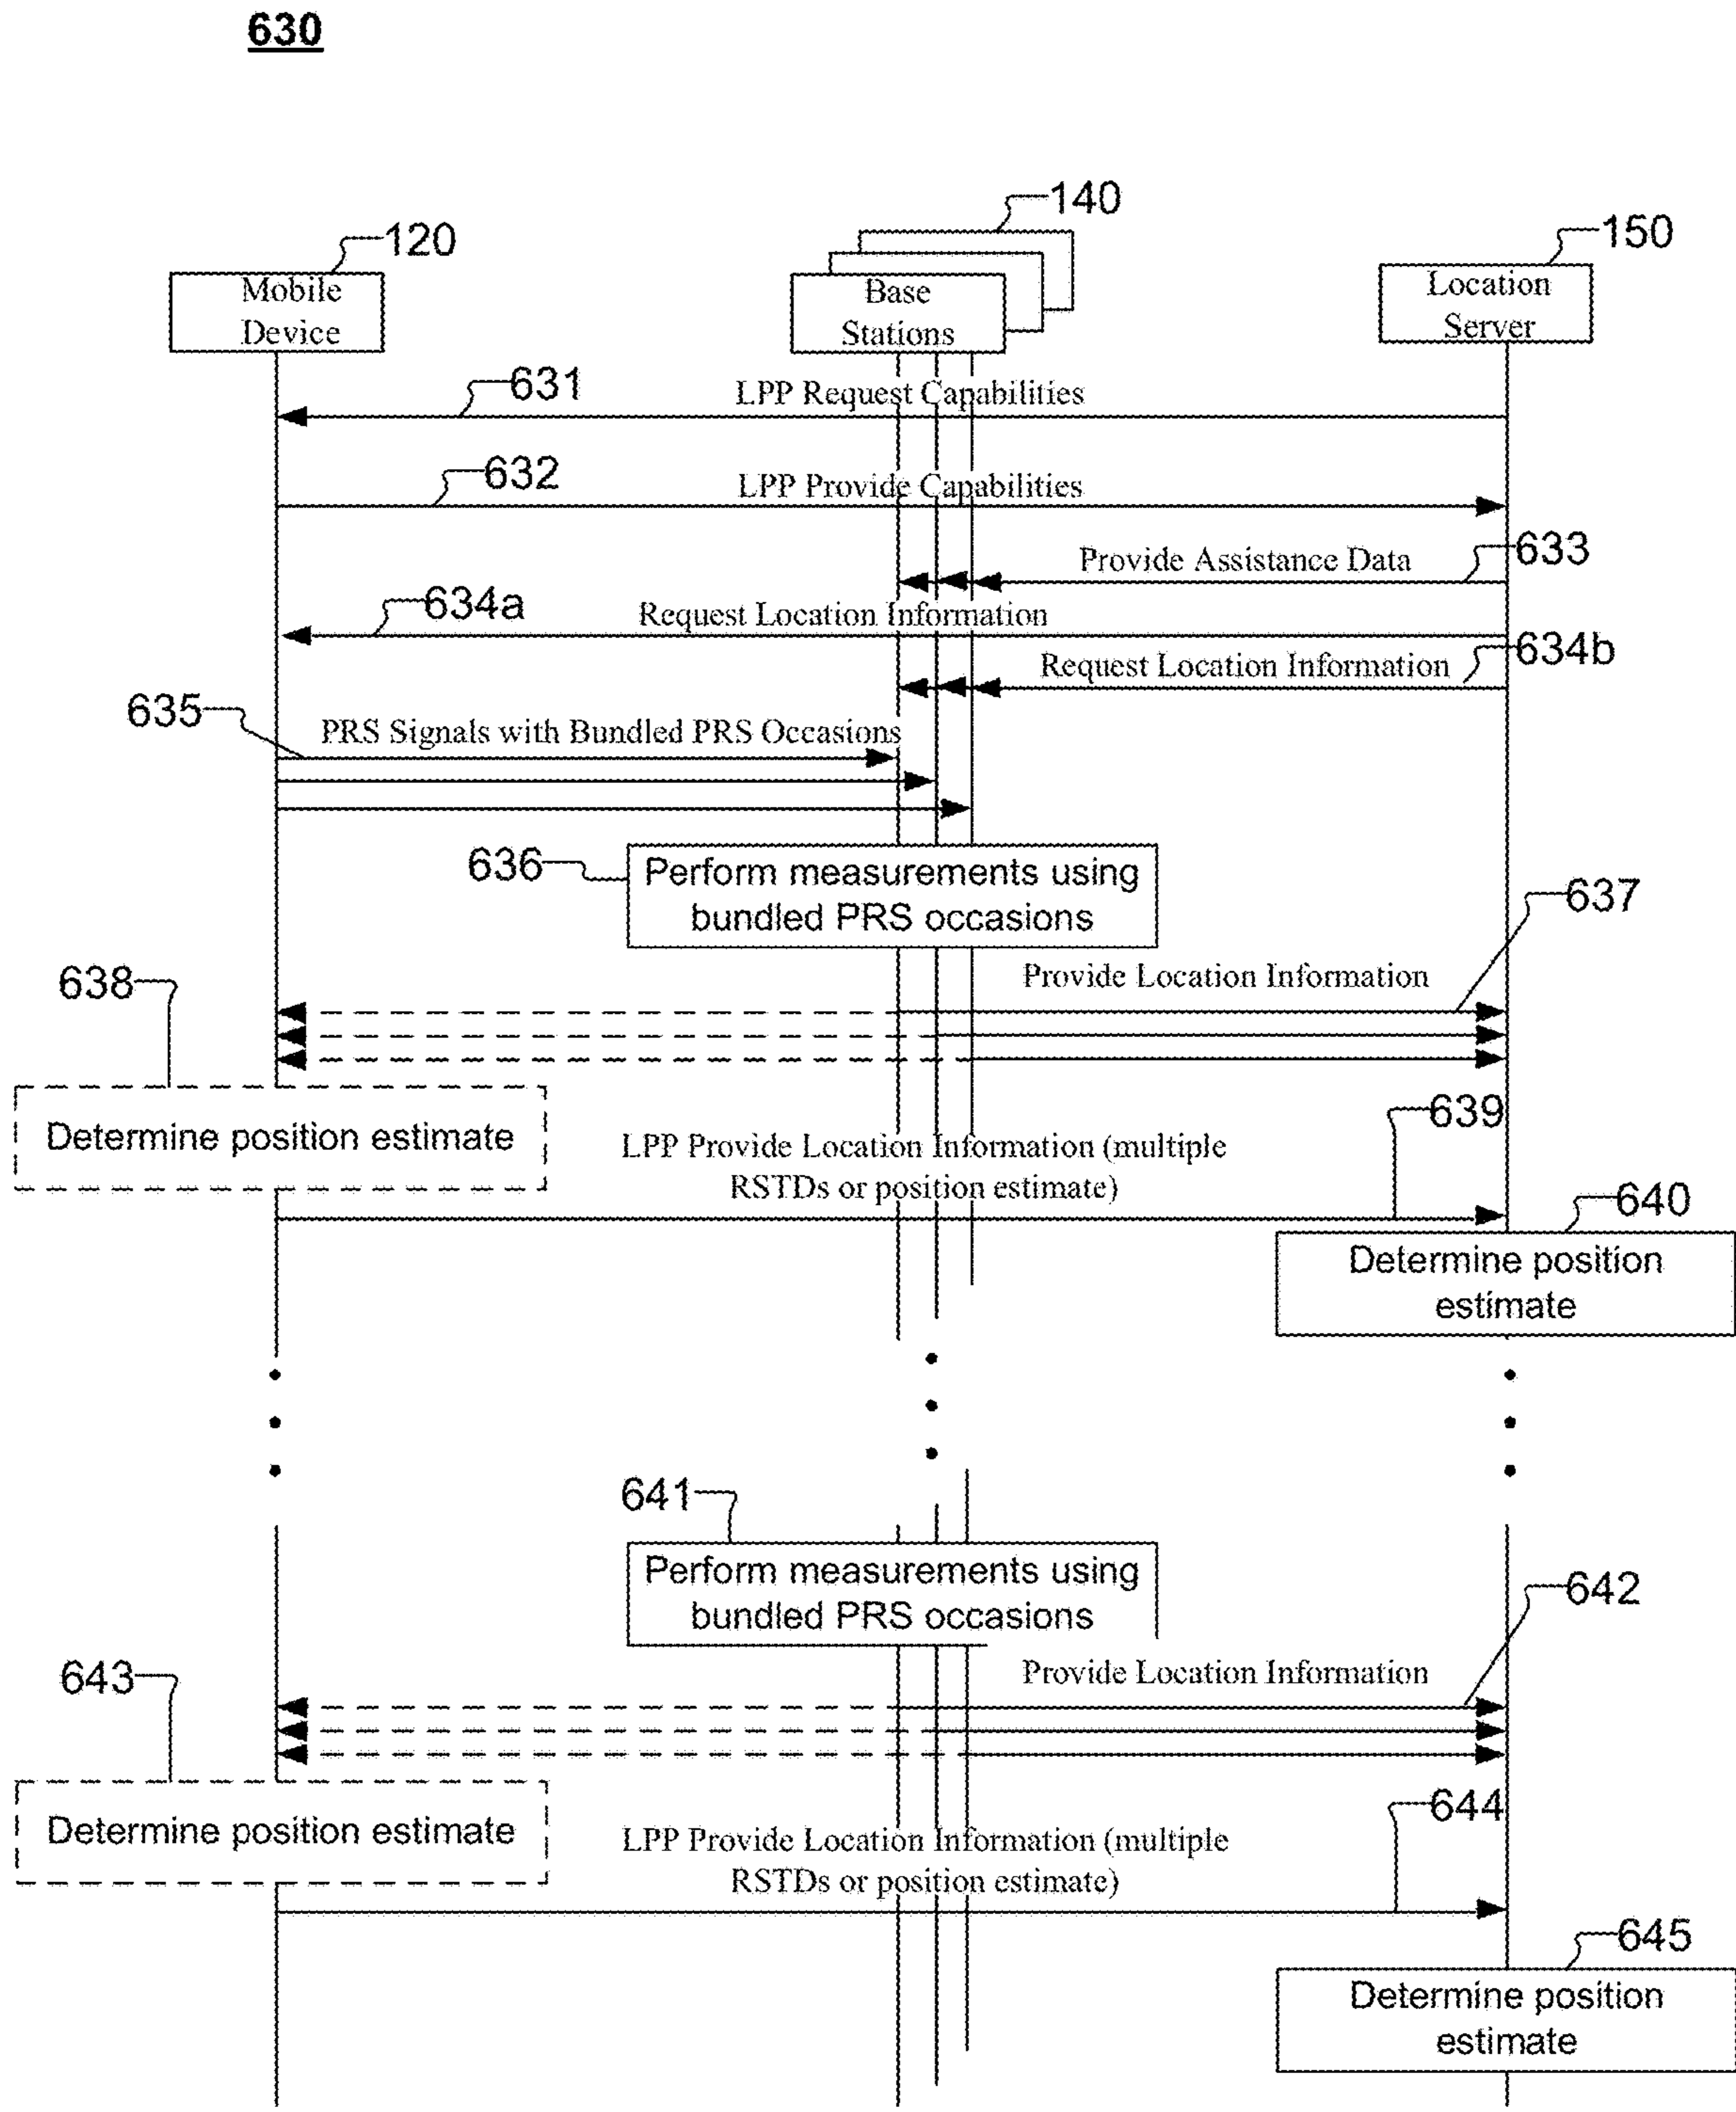 630
140
120
150
Mobile
Device
Base
Stations
Location
Server
631
LPP Request Capabilities
632
LPP Provide Capabilities
Provide Assistance Data
633
634a
Request Location Information
Request Location Information
634b
635
PRS Signals with Bundled PRS Occasions
636
Perform measurements using
bundled PRS occasions
637
Provide Location Information
638
Determine position estimate
639
LPP Provide Location Information (multiple
RSTDs or position estimate)
640
Determine position
estimate
641
Perform measurements using
bundled PRS occasions
642
Provide Location Information
643
Determine position estimate
644
LPP Provide Location Information (multiple
RSTDs or position estimate)
645
Determine position
estimate